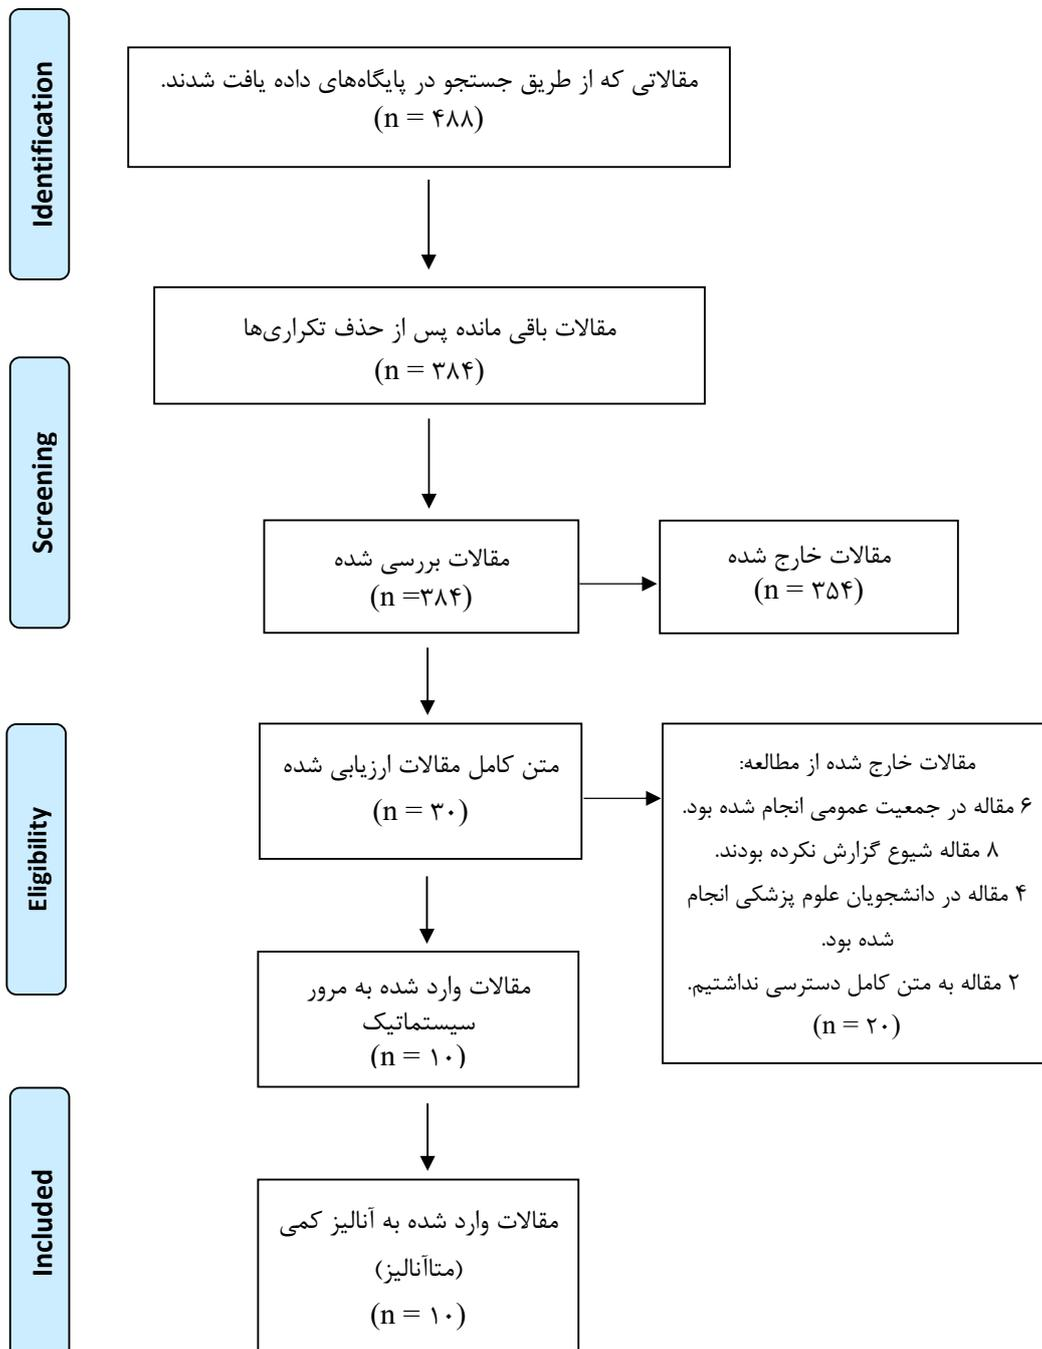 Identification
مقالاتی که از طریق جستجو در پایگاه‌های داده یافت شدند.
(n = ۴۸۸)
مقالات باقی مانده پس از حذف تکراری‌ها
(n = ۳۸۴)
Screening
مقالات بررسی شده
(n =۳۸۴)
مقالات خارج شده
(n = ۳۵۴)
Eligibility
متن کامل مقالات ارزیابی شده
(n = ۳۰)
مقالات خارج شده از مطالعه:
۶ مقاله در جمعیت عمومی انجام شده بود.
۸ مقاله شیوع گزارش نکرده بودند.
۴ مقاله در دانشجویان علوم پزشکی انجام
شده بود.
۲ مقاله به متن کامل دسترسی نداشتیم.
(n = ۲۰)
مقالات وارد شده به مرور
سیستماتیک
(n = ۱۰)
Included
مقالات وارد شده به آنالیز کمی
(متاآنالیز)
(n = ۱۰)